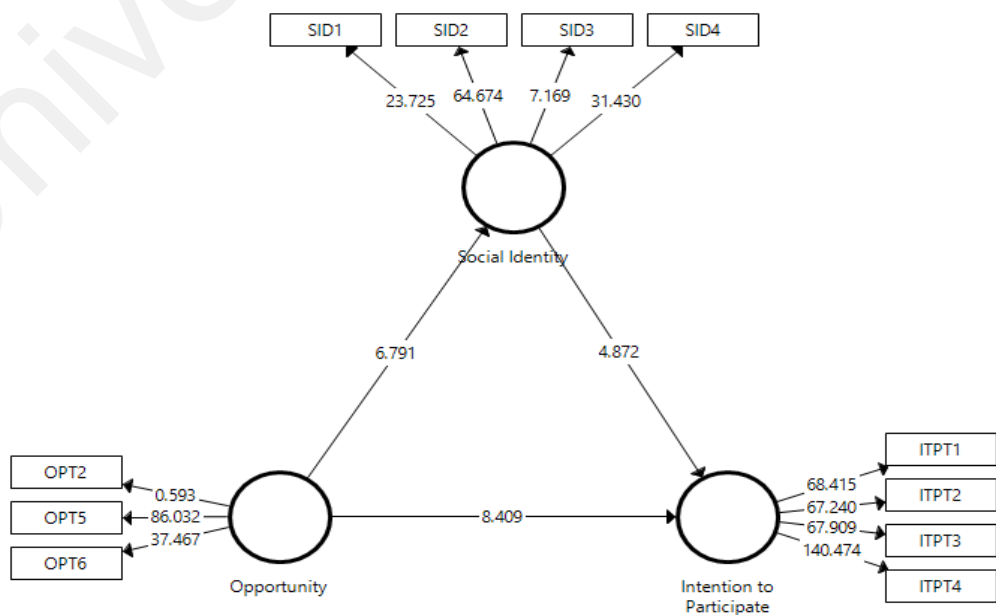 SID1 SID2 SID3 SID4
23.725 64.674 7.169 31.430
Social Identity
6.791 4.872
OPT2
OPT5
OPT6
0.593
86.032
37.467
8.409
68.415
67.240
67.909
140.474
ITPT1
ITPT2
ITPT3
ITPT4
Opportunity
Intention to
Participate